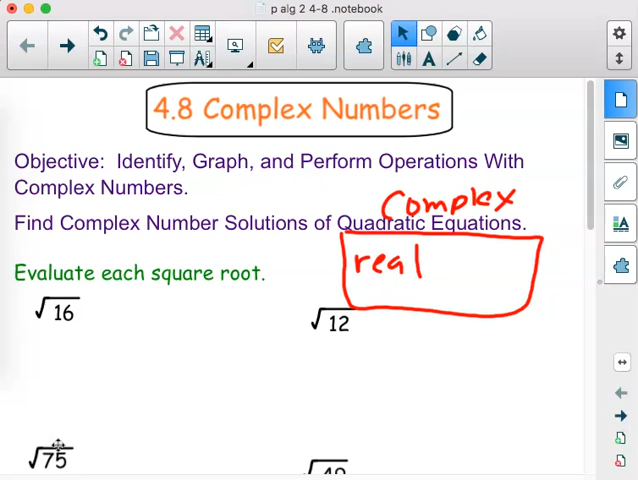 p alg 2 4-8 .notebook
4.8 Complex Numbers
Objective: Identify, Graph, and Perform Operations With
Complex Numbers.
Complex
Find Complex Number Solutions of Quadratic Equations.
real
Evaluate each square root.
√16
√12
√75
√49